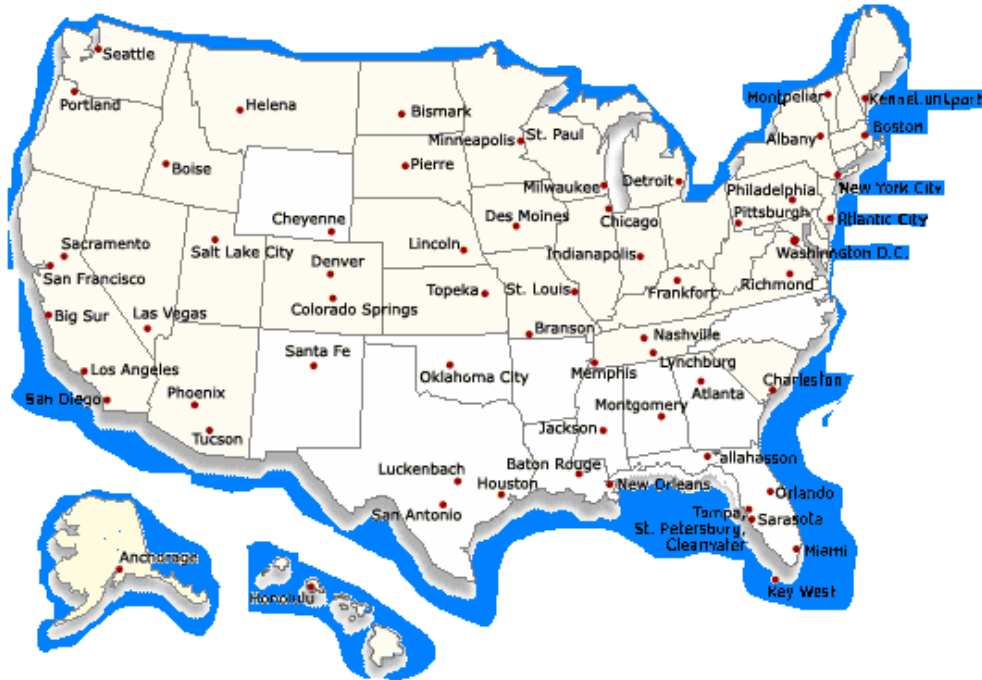 Seattle
Portland
Helena
Bismark
Minneapolis
St. Paul
Montpelier
Kennebunkport
Boston
Albany
Boise
Pierre
Milwaukee
Detroit
Philadelphia
New York City
Cheyenne
Des Moines
Chicago
Pittsburgh
Atlantic City
Sacramento
Salt Lake City
Lincoln
Indianapolis
Washington D.C.
San Francisco
Denver
Topeka
St. Louis
Frankfort
Richmond
Big Sur
Las Vegas
Colorado Springs
Branson
Nashville
Santa Fe
Lynchburg
Los Angeles
Oklahoma City
Memphis
Charleston
San Diego
Phoenix
Atlanta
Montgomery
Tucson
Jackson
Tallahasson
Luckenbach
Baton Rouge
Houston
New Orleans
Orlando
San Antonio
Tampa,
Sarasota
St. Petersburg,
Clearwater
Miami
Anchorage
Key West
Honolulu